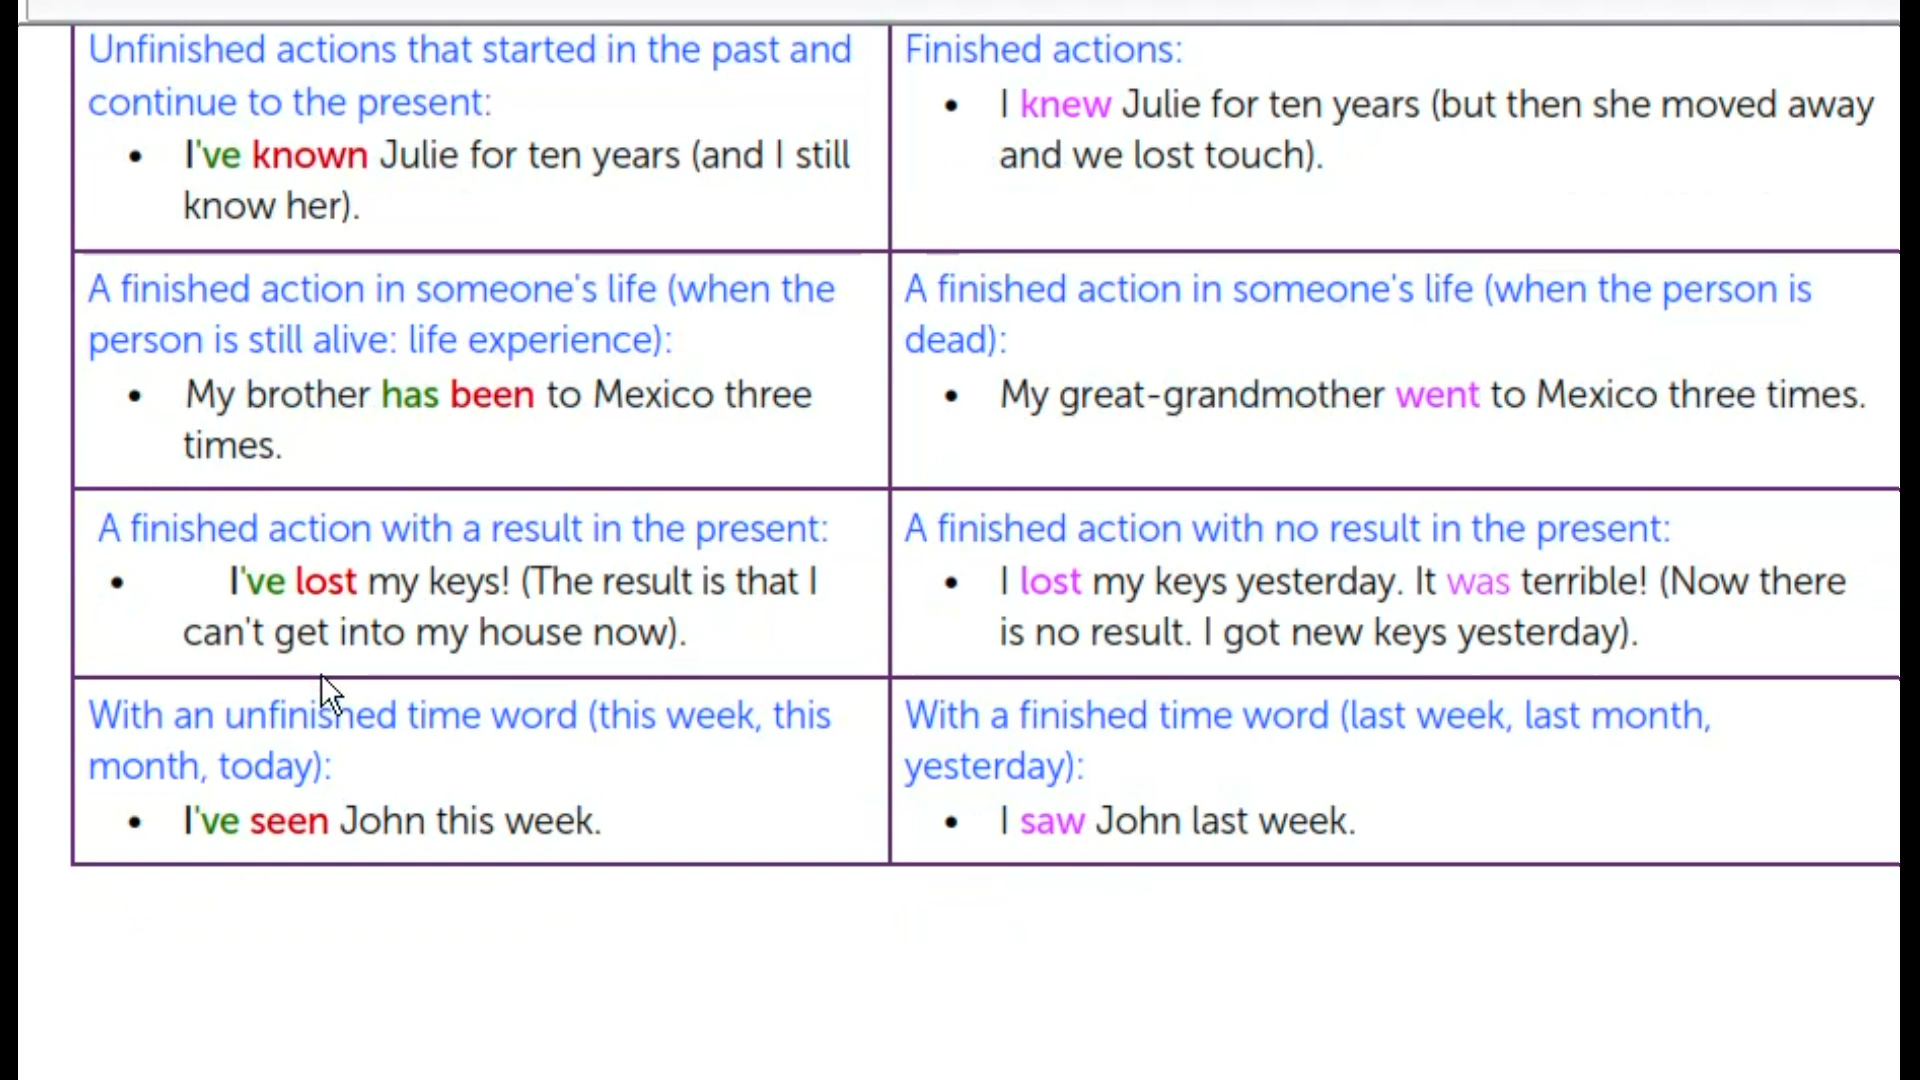 Unfinished actions that started in the past and
continue to the present:
• I've known Julie for ten years (and I still
know her).
Finished actions:
• I knew Julie for ten years (but then she moved away
and we lost touch).
A finished action in someone's life (when the
person is still alive: life experience):
• My brother has been to Mexico three
times.
A finished action in someone's life (when the person is
dead):
• My great-grandmother went to Mexico three times.
A finished action with a result in the present:
• I've lost my keys! (The result is that I
can't get into my house now).
A finished action with no result in the present:
• I lost my keys yesterday. It was terrible! (Now there
is no result. I got new keys yesterday).
With an unfinished time word (this week, this
month, today):
• I've seen John this week.
With a finished time word (last week, last month,
yesterday):
• I saw John last week.